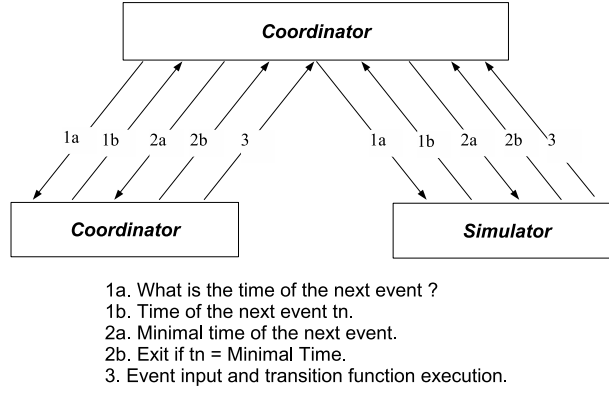 Coordinator
1a 1b 2a 2b 3 1a 1b 2a 2b 3
Coordinator Simulator
1a. What is the time of the next event ?
1b. Time of the next event tn.
2a. Minimal time of the next event.
2b. Exit if tn = Minimal Time.
3. Event input and transition function execution.